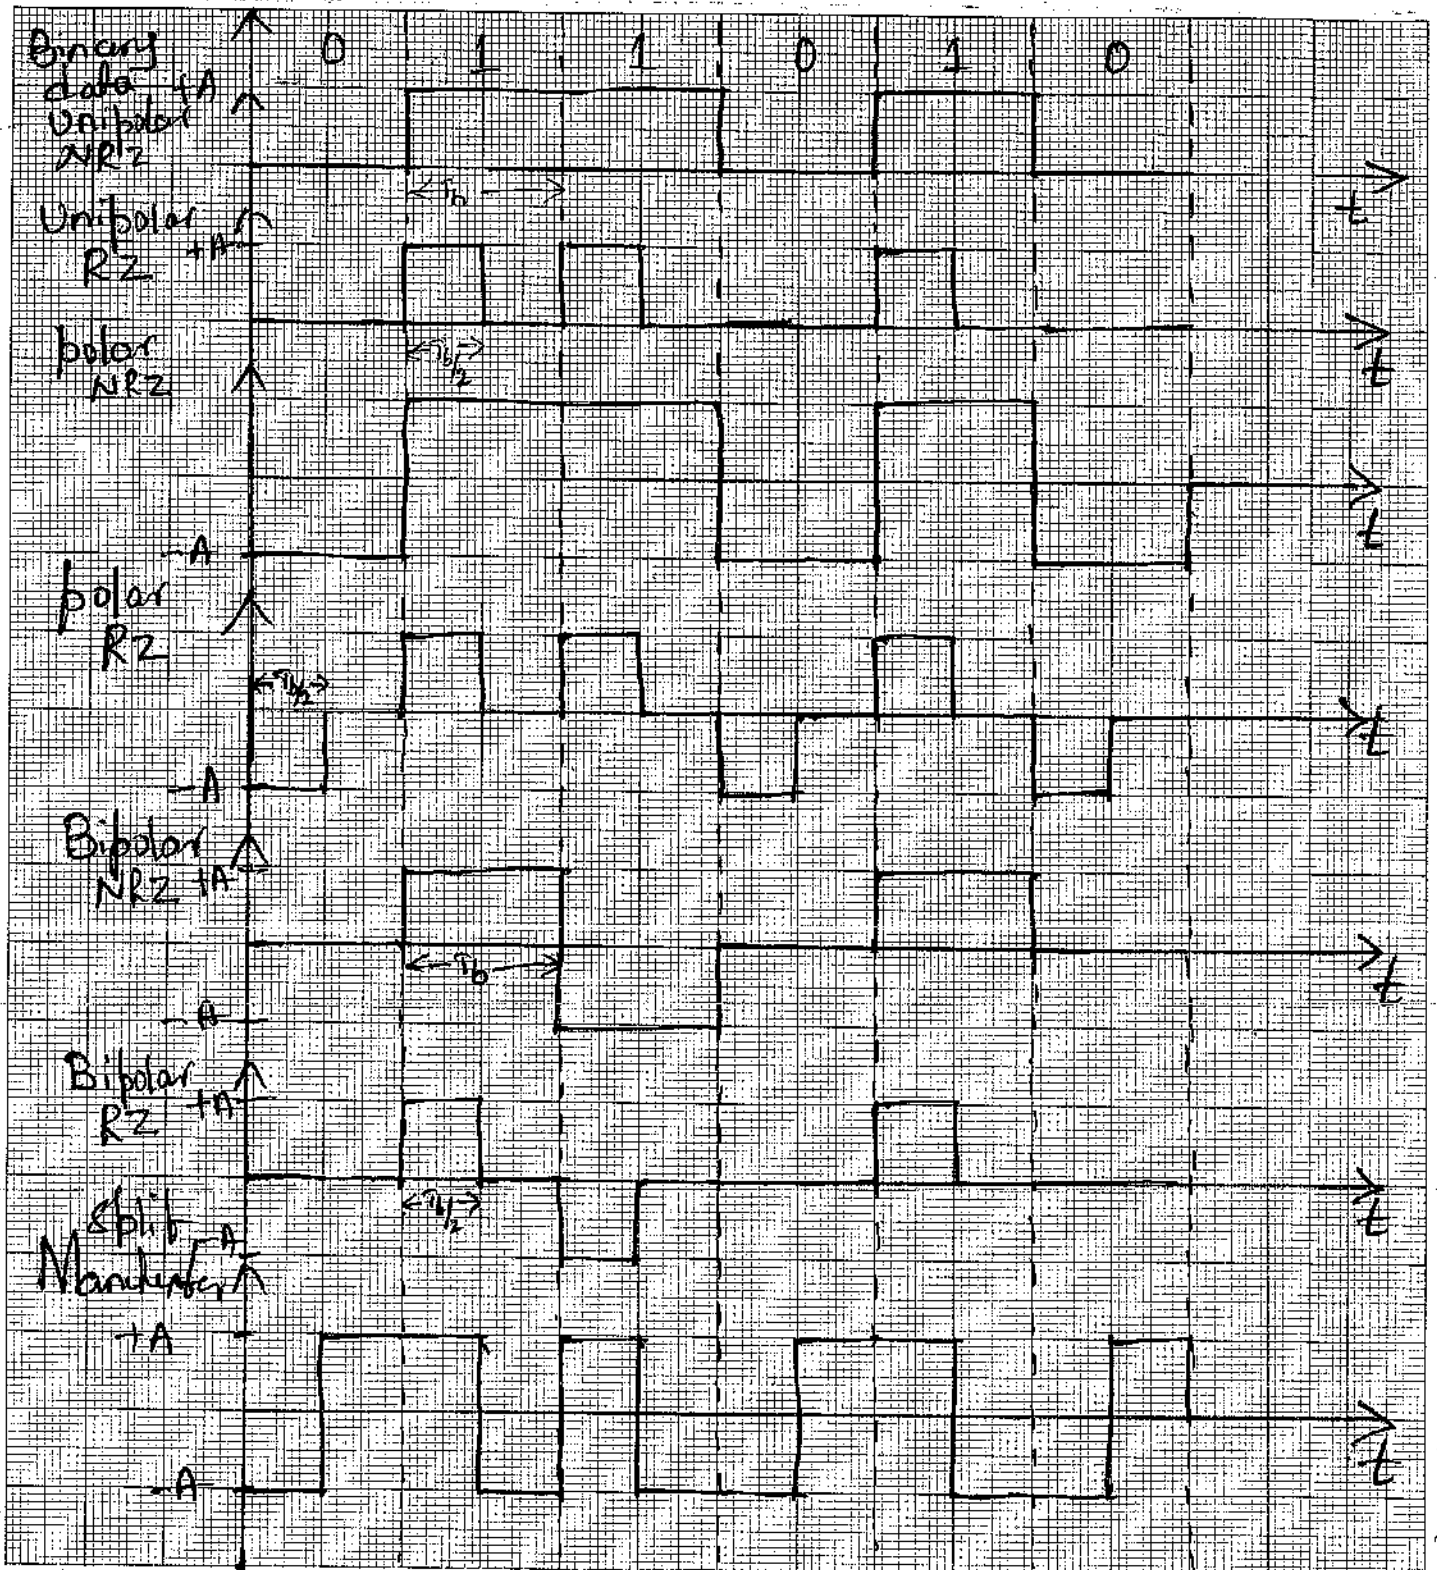 0 1 1 0 1 0
Binary
data +A
Unipolar
NRZ
Tb
t
Unipolar
RZ +A
Tb/2
t
polar
NRZ
-A
t
polar
RZ
Tb/2
-A
t
Bipolar
NRZ +A
Tb
-A
t
Bipolar
RZ +A
Tb/2
t
Split -A
Manchester
+A
-A
t